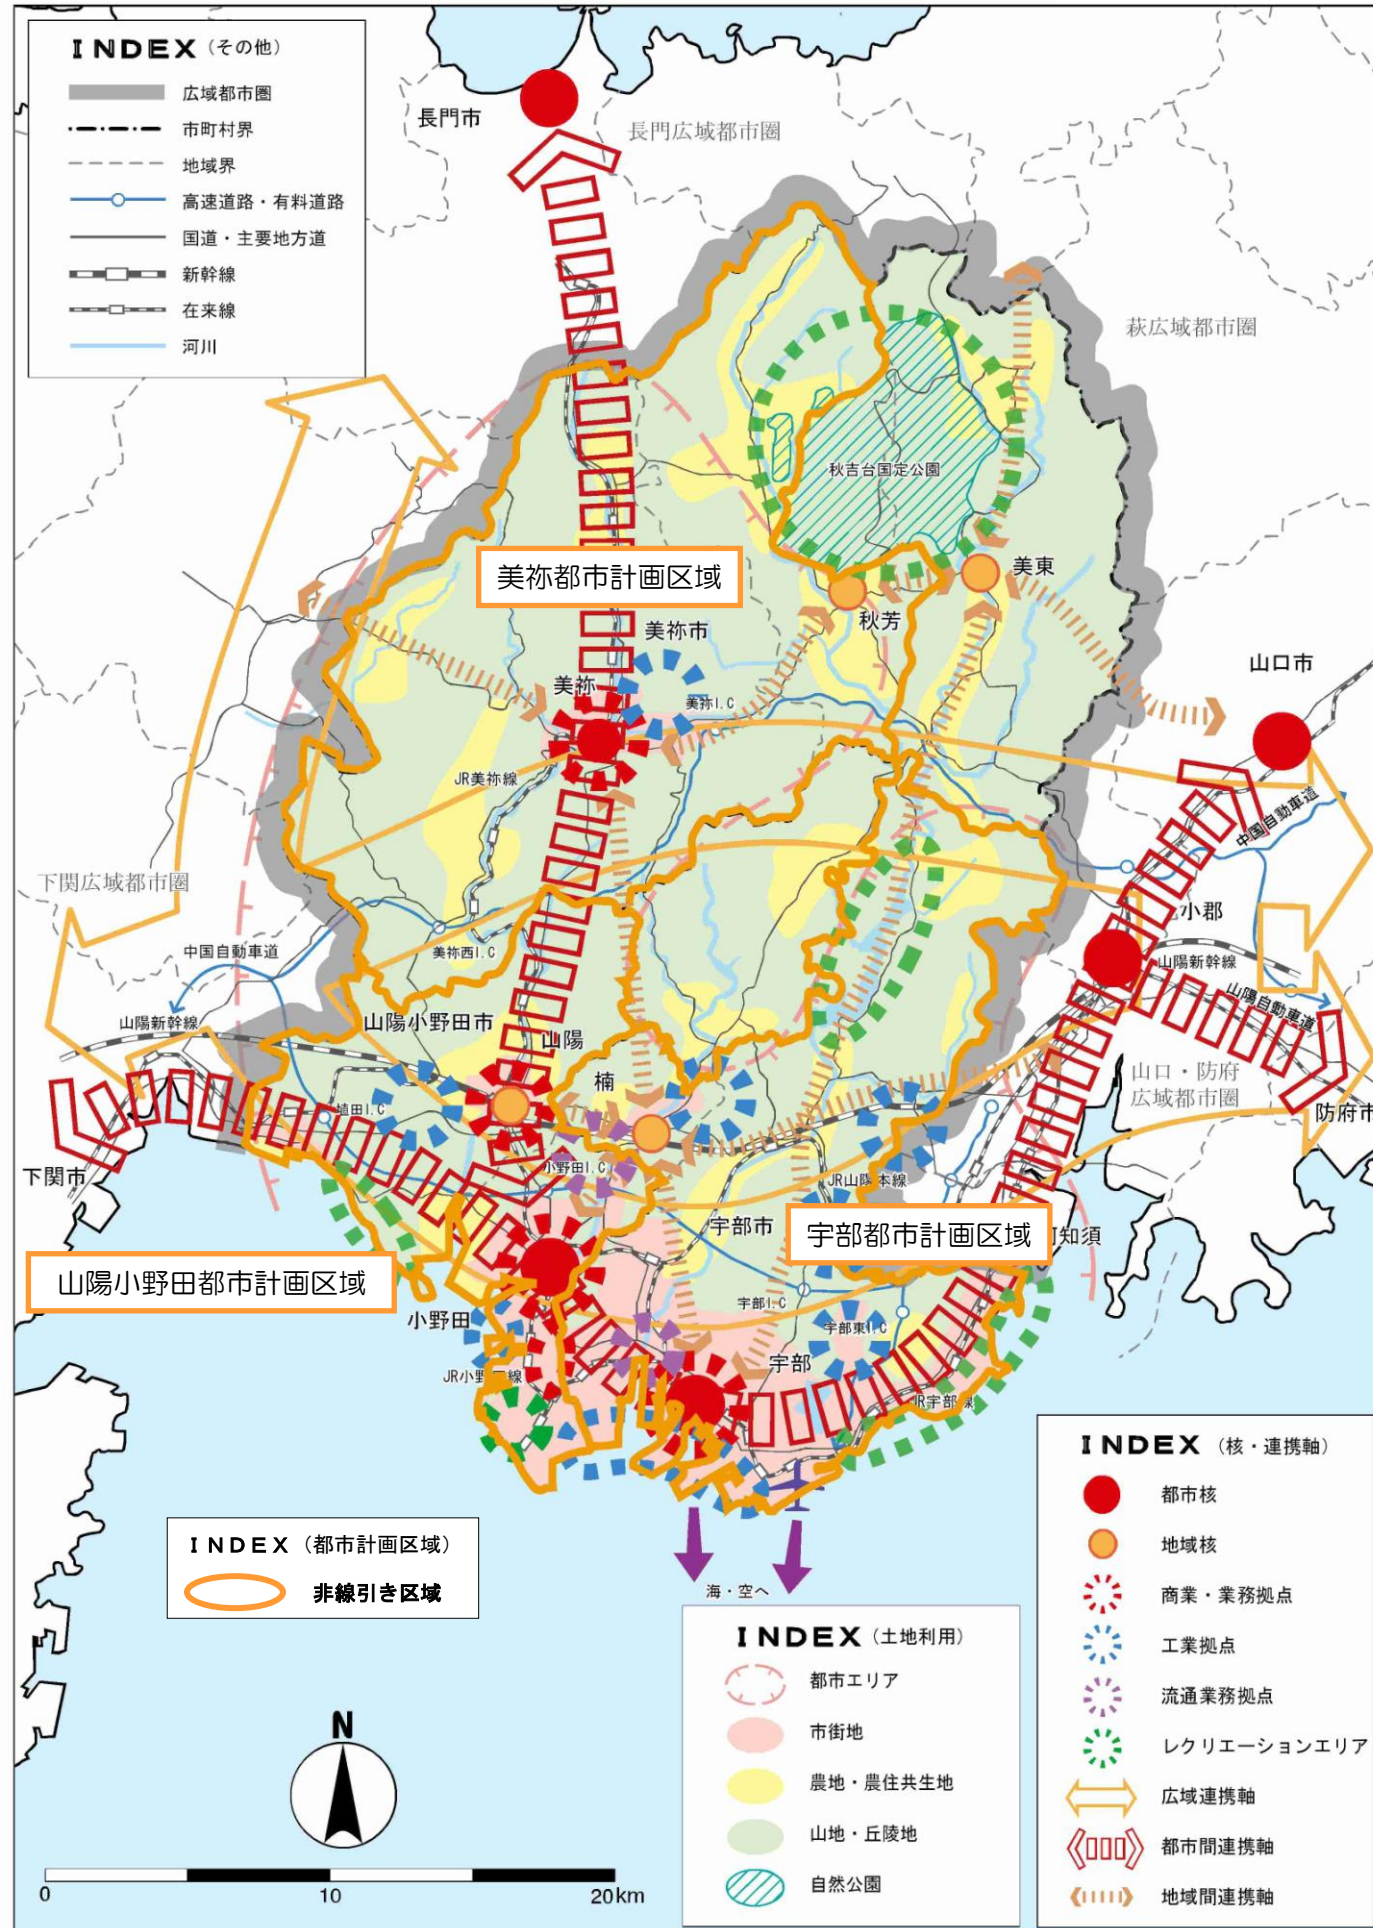 INDEX（その他）
広域都市圏
市町村界
地域界
高速道路・有料道路
国道・主要地方道
新幹線
在来線
河川
長門市
長門広域都市圏
萩広域都市圏
秋吉台国定公園
美祢都市計画区域
美東
秋芳
美祢市
美祢
美祢I.C
山口市
JR美祢線
中国自動車道
下関広域都市圏
小郡
中国自動車道
美祢西I.C
山陽新幹線
山陽自動車道
山陽新幹線
山陽小野田市
山陽
楠
山口・防府
広域都市圏
防府市
埴田I.C
下関市
小野田I.C
JR山陽本線
宇部市
宇部都市計画区域
知須
山陽小野田都市計画区域
宇部I.C
宇部東I.C
小野田
宇部
JR小野田線
JR宇部線
海・空へ
INDEX（都市計画区域）
非線引き区域
INDEX（土地利用）
都市エリア
市街地
農地・農住共生地
山地・丘陵地
自然公園
INDEX（核・連携軸）
都市核
地域核
商業・業務拠点
工業拠点
流通業務拠点
レクリエーションエリア
広域連携軸
都市間連携軸
地域間連携軸
N
0 10 20km